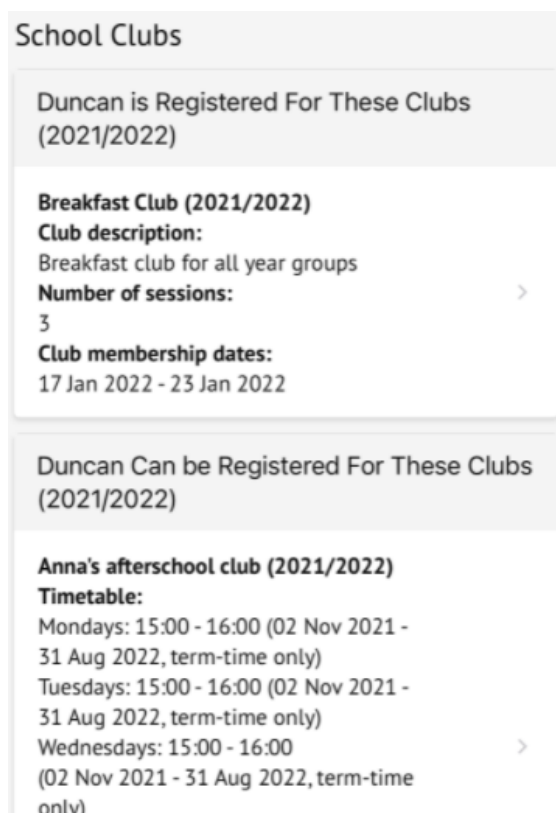 School Clubs
Duncan is Registered For These Clubs
(2021/2022)
Breakfast Club (2021/2022)
Club description:
Breakfast club for all year groups
Number of sessions:
3
Club membership dates:
17 Jan 2022 - 23 Jan 2022
Duncan Can be Registered For These Clubs
(2021/2022)
Anna's afterschool club (2021/2022)
Timetable:
Mondays: 15:00 - 16:00 (02 Nov 2021 -
31 Aug 2022, term-time only)
Tuesdays: 15:00 - 16:00 (02 Nov 2021 -
31 Aug 2022, term-time only)
Wednesdays: 15:00 - 16:00
(02 Nov 2021 - 31 Aug 2022, term-time
only)